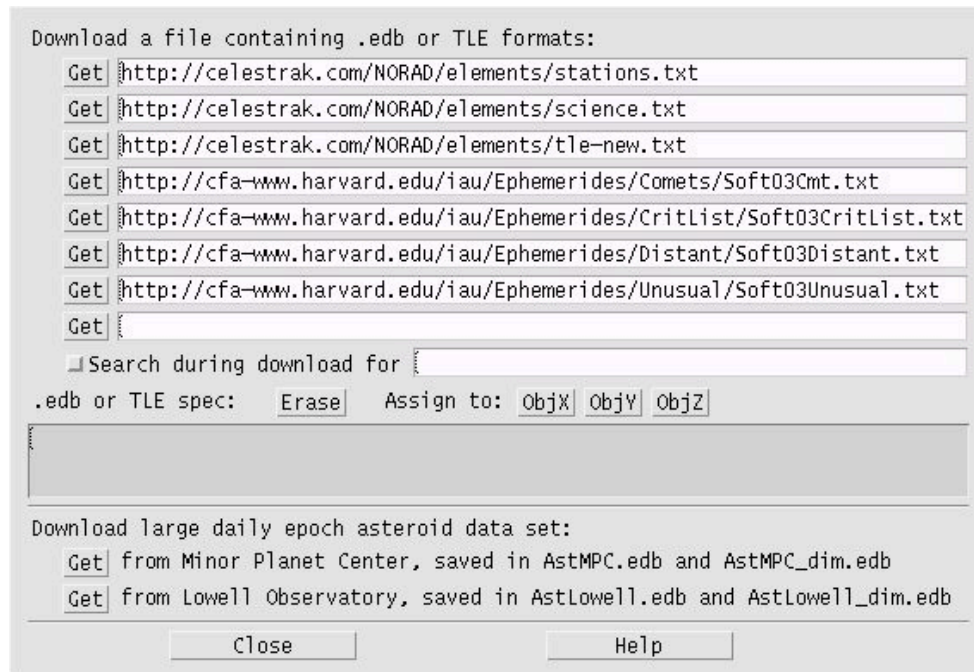 Download a file containing .edb or TLE formats:
Get http://celestrak.com/NORAD/elements/stations.txt
Get http://celestrak.com/NORAD/elements/science.txt
Get http://celestrak.com/NORAD/elements/tle-new.txt
Get http://cfa-www.harvard.edu/iau/Ephemerides/Comets/Soft03Cmt.txt
Get http://cfa-www.harvard.edu/iau/Ephemerides/CritList/Soft03CritList.txt
Get http://cfa-www.harvard.edu/iau/Ephemerides/Distant/Soft03Distant.txt
Get http://cfa-www.harvard.edu/iau/Ephemerides/Unusual/Soft03Unusual.txt
Get
Search during download for
.edb or TLE spec: Erase Assign to: ObjX ObjY ObjZ
Download large daily epoch asteroid data set:
Get from Minor Planet Center, saved in AstMPC.edb and AstMPC_dim.edb
Get from Lowell Observatory, saved in AstLowell.edb and AstLowell_dim.edb
Close Help